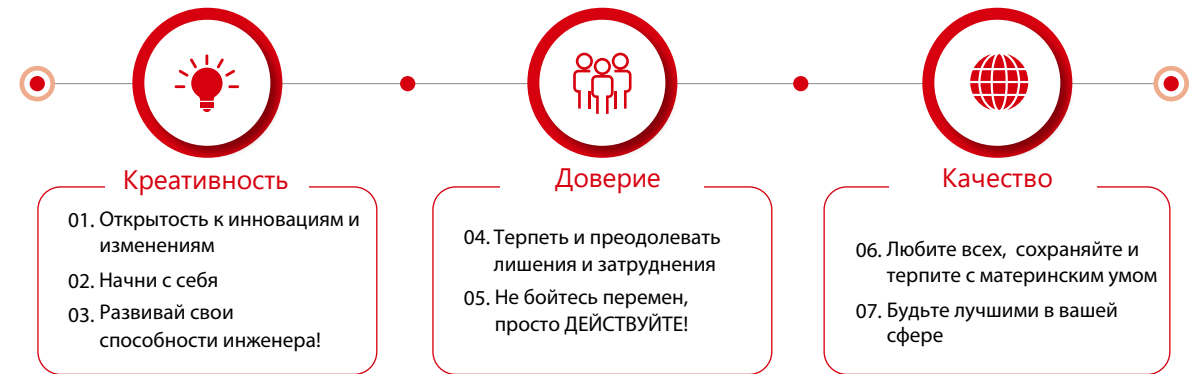 Креативность
01. Открытость к инновациям и
изменениям
02. Начни с себя
03. Развивай свои
способности инженера!
Доверие
04. Терпеть и преодолевать
лишения и затруднения
05. Не бойтесь перемен,
просто ДЕЙСТВУЙТЕ!
Качество
06. Любите всех, сохраняйте и
терпите с материнским умом
07. Будьте лучшими в вашей
сфере